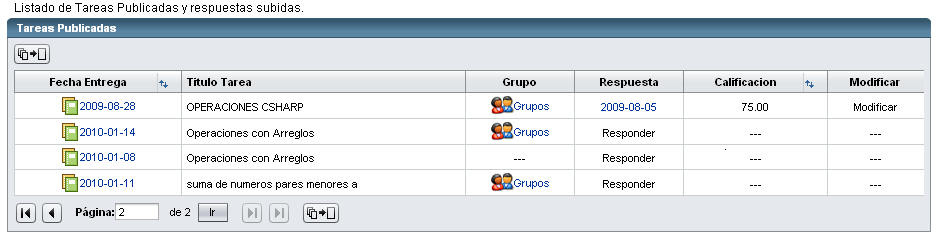 Listado de Tareas Publicadas y respuestas subidas.
Tareas Publicadas
Fecha Entrega Titulo Tarea Grupo Respuesta Calificacion Modificar
2009-08-28 OPERACIONES CSHARP Grupos 2009-08-05 75.00 Modificar
2010-01-14 Operaciones con Arreglos Grupos Responder --- ---
2010-01-08 Operaciones con Arreglos --- Responder --- ---
2010-01-11 suma de numeros pares menores a Grupos Responder --- ---
Página: 2 de 2 Ir